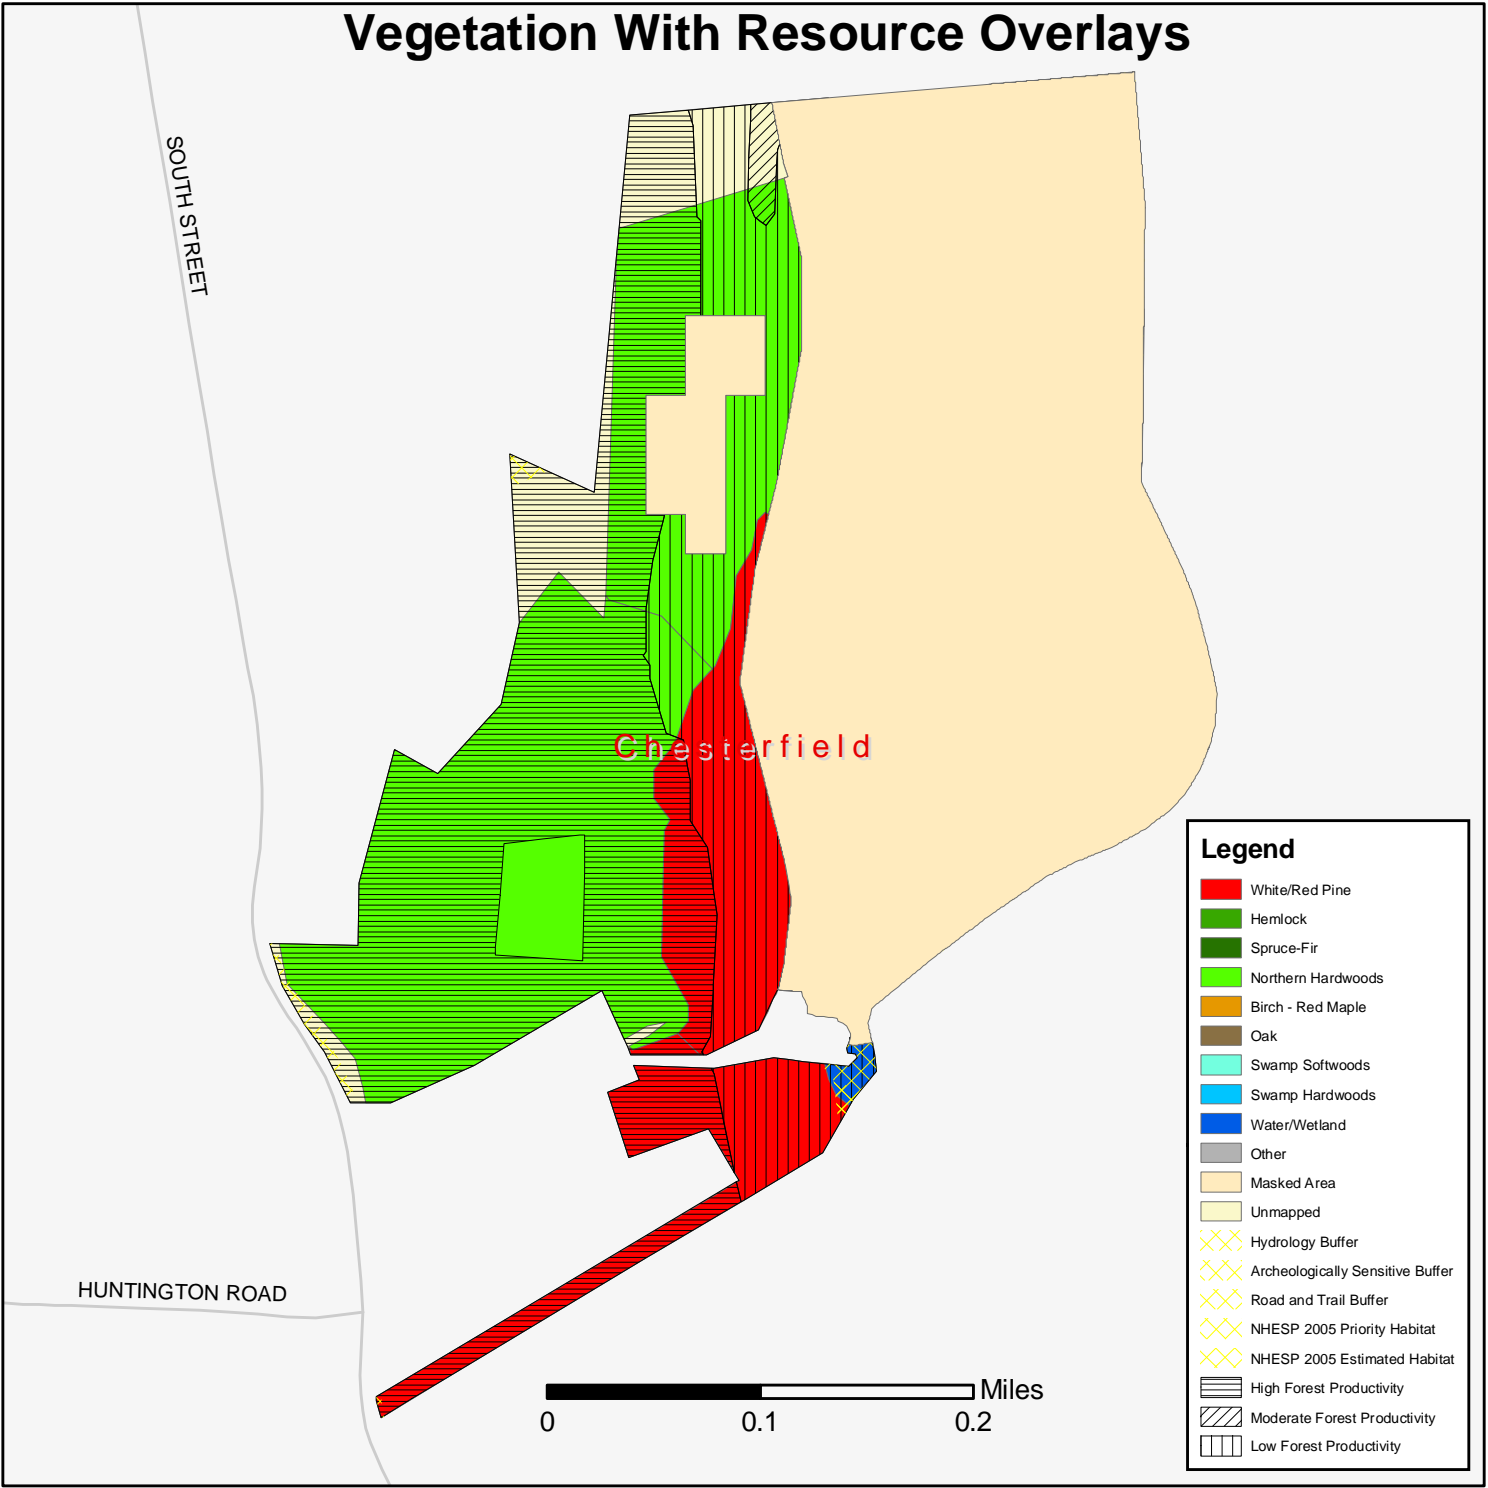 Vegetation With Resource Overlays
SOUTH STREET
Chesterfield
Legend
White/Red Pine
Hemlock
Spruce-Fir
Northern Hardwoods
Birch - Red Maple
Oak
Swamp Softwoods
Swamp Hardwoods
Water/Wetland
Other
Masked Area
Unmapped
Hydrology Buffer
Archeologically Sensitive Buffer
Road and Trail Buffer
NHESP 2005 Priority Habitat
NHESP 2005 Estimated Habitat
High Forest Productivity
Moderate Forest Productivity
Low Forest Productivity
HUNTINGTON ROAD
Miles
0 0.1 0.2